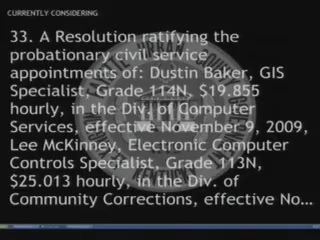 CURRENTLY CONSIDERING
33. A Resolution ratifying the
probationary civil service
appointments of: Dustin Baker, GIS
Specialist, Grade 114N, $19.855
hourly, in the Div. of Computer
Services, effective November 9, 2009,
Lee McKinney, Electronic Computer
Controls Specialist, Grade 113N,
$25.013 hourly, in the Div. of
Community Corrections, effective No...